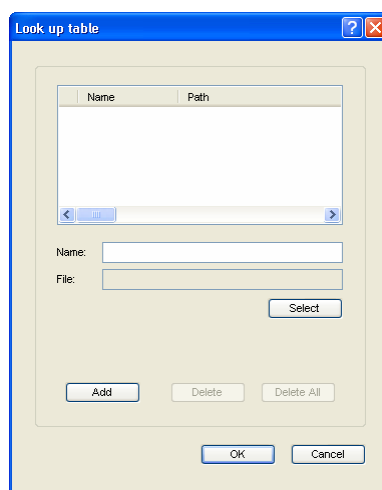 Look up table
Name Path
Name:
File:
Select
Add Delete Delete All
OK Cancel